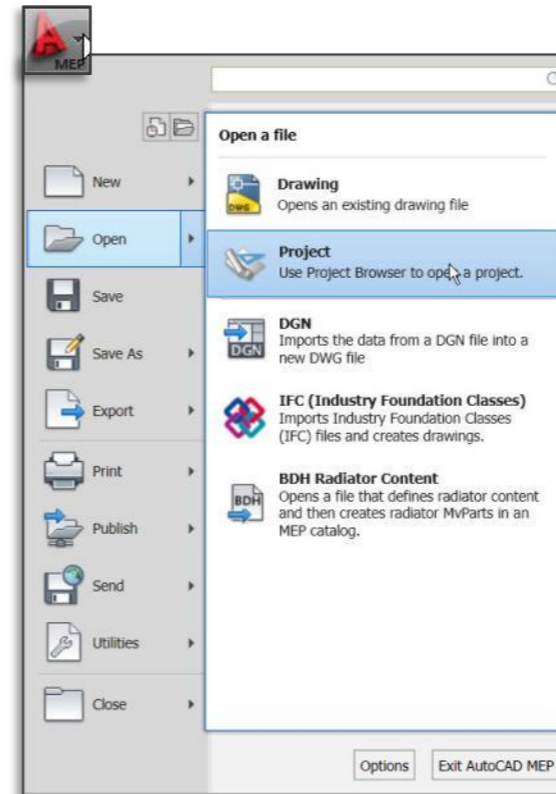 MEP
Open a file
New
Open
Save
Save As
Export
Print
Publish
Send
Utilities
Close
DWG
Drawing
Opens an existing drawing file
Project
Use Project Browser to open a project.
DGN
DGN
Imports the data from a DGN file into a
new DWG file
IFC (Industry Foundation Classes)
Imports Industry Foundation Classes
(IFC) files and creates drawings.
BDH
BDH Radiator Content
Opens a file that defines radiator content
and then creates radiator MvParts in an
MEP catalog.
Options
Exit AutoCAD MEP